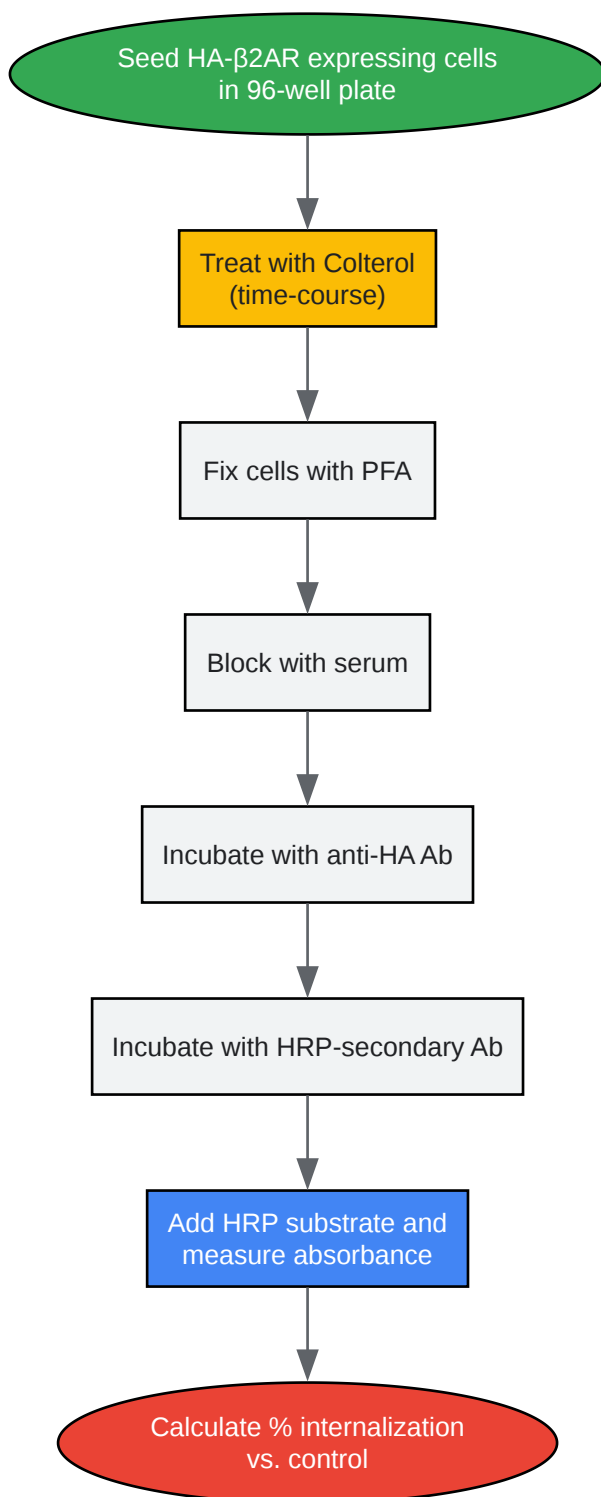 Seed HA-β2AR expressing cells
in 96-well plate
Treat with Colterol
(time-course)
Fix cells with PFA
Block with serum
Incubate with anti-HA Ab
Incubate with HRP-secondary Ab
Add HRP substrate and
measure absorbance
Calculate % internalization
vs. control